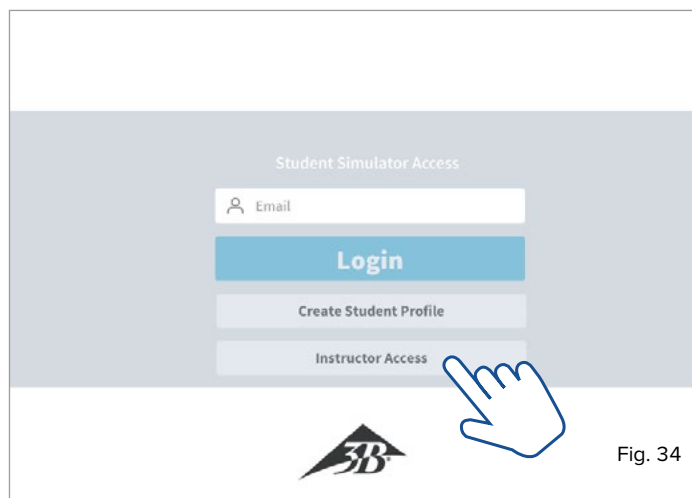 Student Simulator Access
Email
Login
Create Student Profile
Instructor Access
3B
Fig. 34